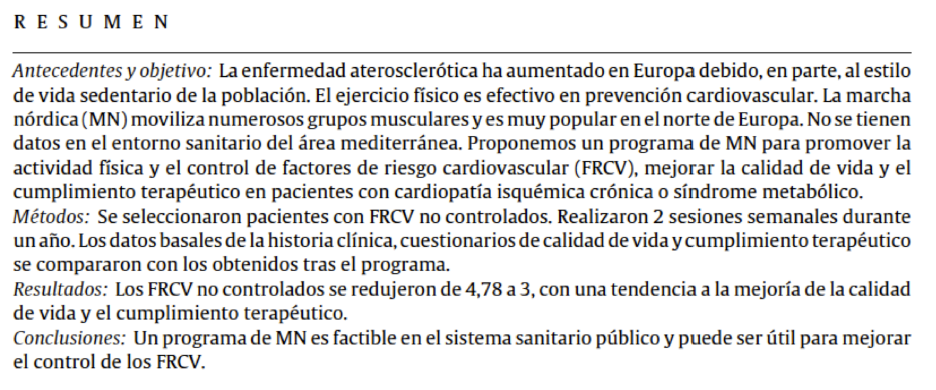 R E S U M E N
Antecedentes y objetivo: La enfermedad aterosclerótica ha aumentado en Europa debido, en parte, al estilo
de vida sedentario de la población. El ejercicio físico es efectivo en prevención cardiovascular. La marcha
nórdica (MN) moviliza numerosos grupos musculares y es muy popular en el norte de Europa. No se tienen
datos en el entorno sanitario del área mediterránea. Proponemos un programa de MN para promover la
actividad física y el control de factores de riesgo cardiovascular (FRCV), mejorar la calidad de vida y el
cumplimiento terapéutico en pacientes con cardiopatía isquémica crónica o síndrome metabólico.
Métodos: Se seleccionaron pacientes con FRCV no controlados. Realizaron 2 sesiones semanales durante
un año. Los datos basales de la historia clínica, cuestionarios de calidad de vida y cumplimiento terapéutico
se compararon con los obtenidos tras el programa.
Resultados: Los FRCV no controlados se redujeron de 4,78 a 3, con una tendencia a la mejoría de la calidad
de vida y el cumplimiento terapéutico.
Conclusiones: Un programa de MN es factible en el sistema sanitario público y puede ser útil para mejorar
el control de los FRCV.